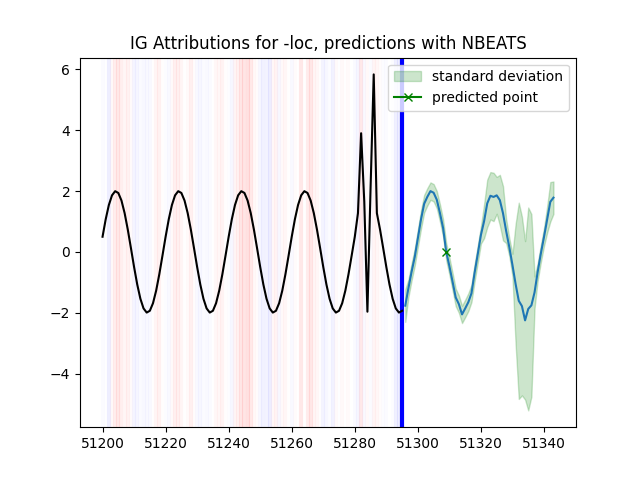 IG Attributions for -loc, predictions with NBEATS
standard deviation
predicted point
6
4
2
0
−2
−4
51200 51220 51240 51260 51280 51300 51320 51340